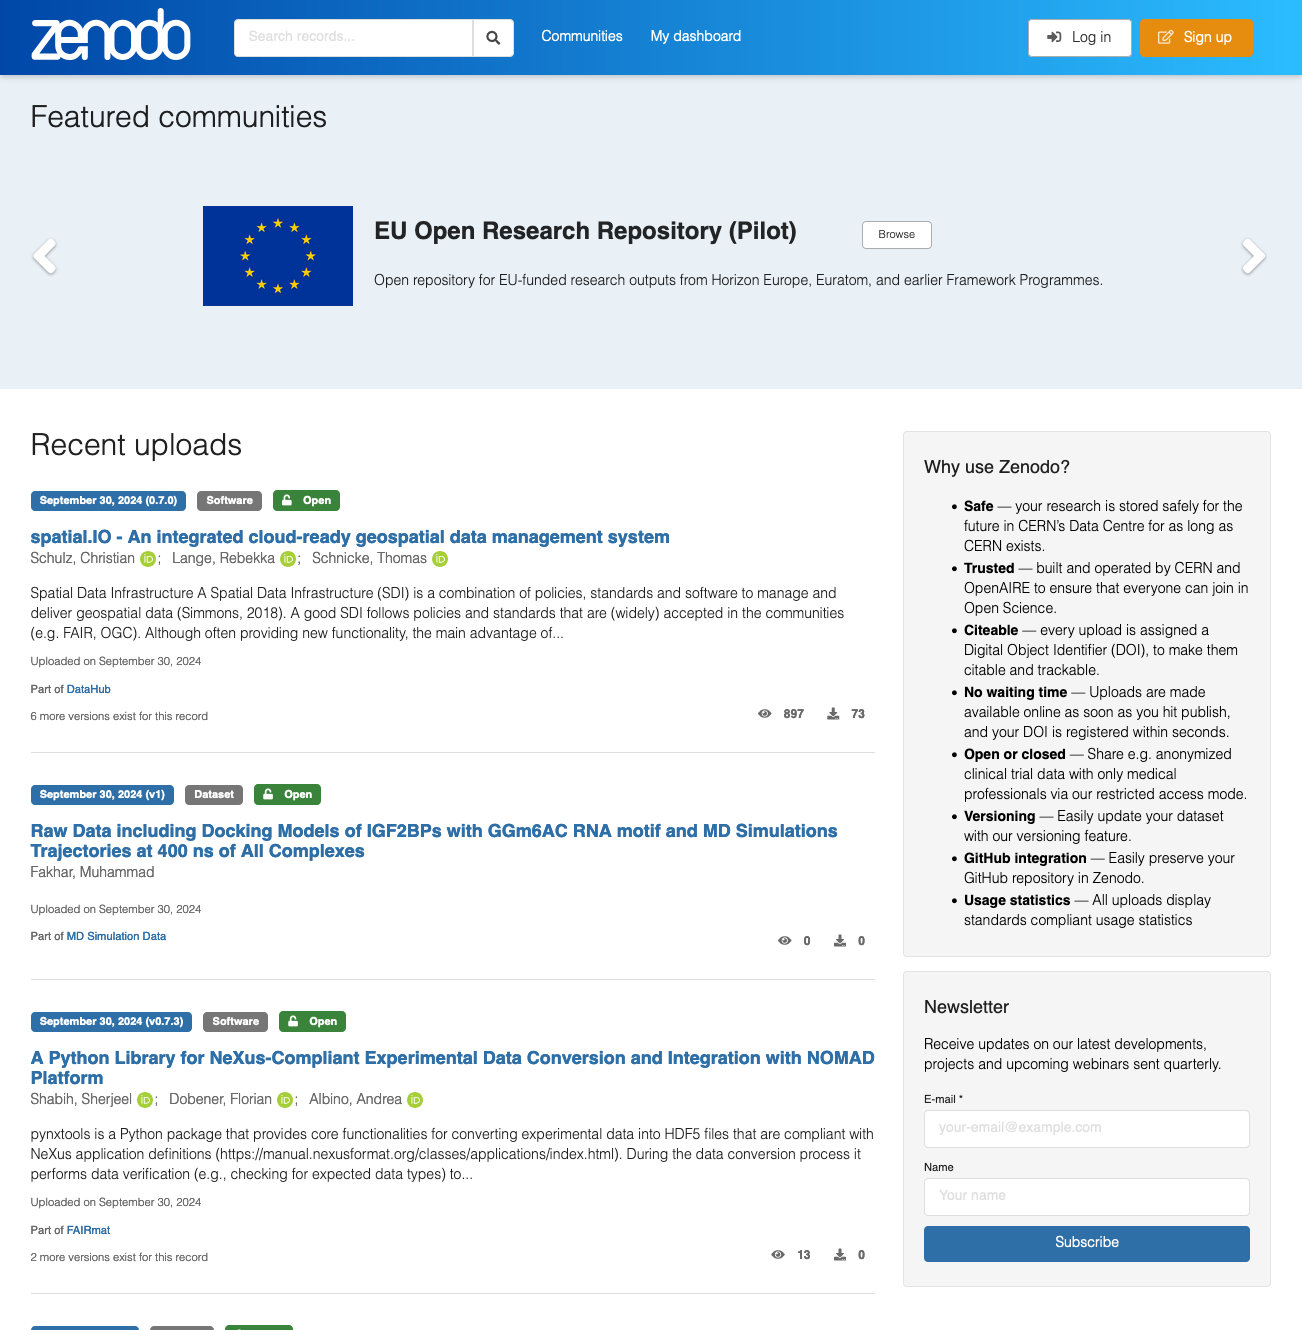 zenodo
Search records...
Communities
My dashboard
Log in
Sign up
Featured communities
EU Open Research Repository (Pilot)
Browse
Open repository for EU-funded research outputs from Horizon Europe, Euratom, and earlier Framework Programmes.
Recent uploads
September 30, 2024 (0.7.0) Software Open
spatial.IO - An integrated cloud-ready geospatial data management system
Schulz, Christian iD; Lange, Rebekka iD; Schnicke, Thomas iD
Spatial Data Infrastructure A Spatial Data Infrastructure (SDI) is a combination of policies, standards and software to manage and
deliver geospatial data (Simmons, 2018). A good SDI follows policies and standards that are (widely) accepted in the communities
(e.g. FAIR, OGC). Although often providing new functionality, the main advantage of...
Uploaded on September 30, 2024
Part of DataHub
6 more versions exist for this record
897 73
September 30, 2024 (v1) Dataset Open
Raw Data including Docking Models of IGF2BPs with GGm6AC RNA motif and MD Simulations
Trajectories at 400 ns of All Complexes
Fakhar, Muhammad
Uploaded on September 30, 2024
Part of MD Simulation Data
0 0
September 30, 2024 (v0.7.3) Software Open
A Python Library for NeXus-Compliant Experimental Data Conversion and Integration with NOMAD
Platform
Shabih, Sherjeel iD; Dobener, Florian iD; Albino, Andrea iD
pynxtools is a Python package that provides core functionalities for converting experimental data into HDF5 files that are compliant with
NeXus application definitions (https://manual.nexusformat.org/classes/applications/index.html). During the data conversion process it
performs data verification (e.g., checking for expected data types) to...
Uploaded on September 30, 2024
Part of FAIRmat
2 more versions exist for this record
13 0
Why use Zenodo?
• Safe — your research is stored safely for the
future in CERN's Data Centre for as long as
CERN exists.
• Trusted — built and operated by CERN and
OpenAIRE to ensure that everyone can join in
Open Science.
• Citeable — every upload is assigned a
Digital Object Identifier (DOI), to make them
citable and trackable.
• No waiting time — Uploads are made
available online as soon as you hit publish,
and your DOI is registered within seconds.
• Open or closed — Share e.g. anonymized
clinical trial data with only medical
professionals via our restricted access mode.
• Versioning — Easily update your dataset
with our versioning feature.
• GitHub integration — Easily preserve your
GitHub repository in Zenodo.
• Usage statistics — All uploads display
standards compliant usage statistics
Newsletter
Receive updates on our latest developments,
projects and upcoming webinars sent quarterly.
E-mail *
your-email@example.com
Name
Your name
Subscribe